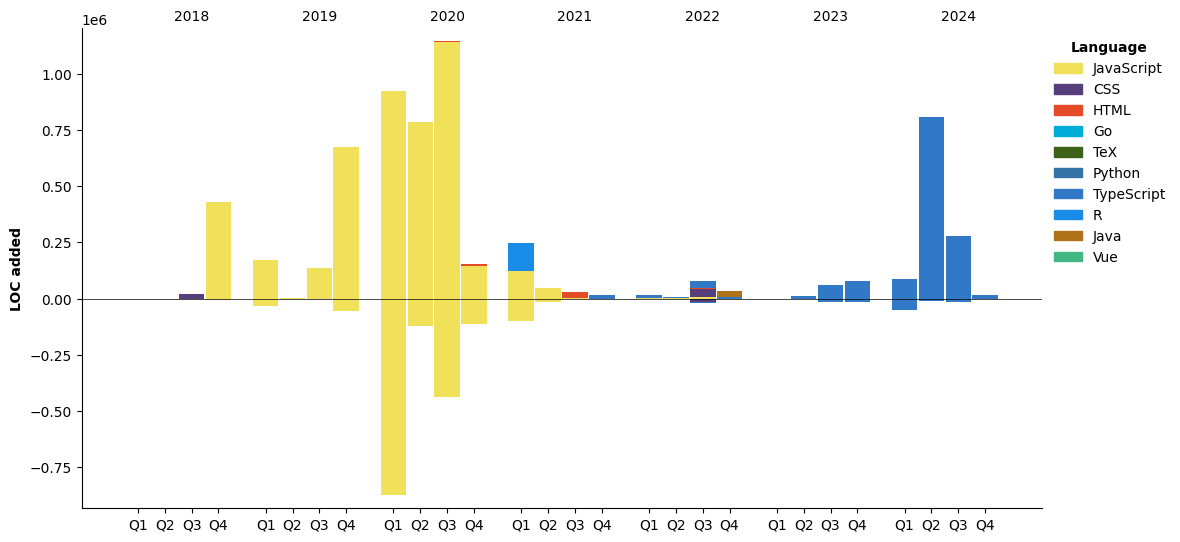 1e6
2018 2019 2020 2021 2022 2023 2024
Language
JavaScript
CSS
HTML
Go
TeX
Python
TypeScript
R
Java
Vue
LOC added
1.00
0.75
0.50
0.25
0.00
−0.25
−0.50
−0.75
Q1 Q2 Q3 Q4 Q1 Q2 Q3 Q4 Q1 Q2 Q3 Q4 Q1 Q2 Q3 Q4 Q1 Q2 Q3 Q4 Q1 Q2 Q3 Q4 Q1 Q2 Q3 Q4